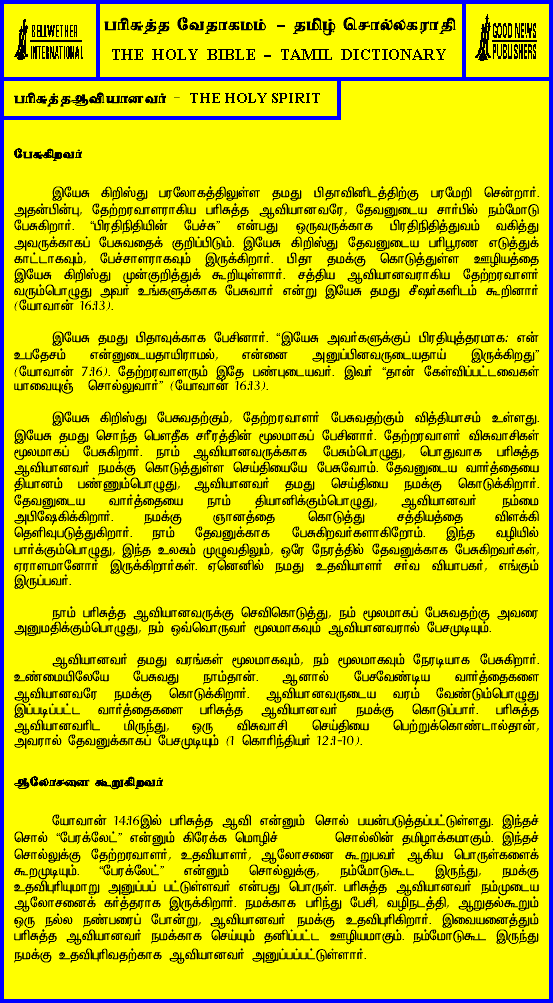 BELLWETHER
INTERNATIONAL
பரிசுத்த வேதாகமம் - தமிழ் சொல்லகராதி
THE HOLY BIBLE – TAMIL DICTIONARY
GOOD NEWS
PUBLISHERS
பரிசுத்தஆவியானவர் - THE HOLY SPIRIT
பேசுகிறவர்
இயேசு கிறிஸ்து பரலோகத்திலுள்ள தமது பிதாவினிடத்திற்கு பரமேறி சென்றார்.
அதன்பின்பு, தேற்றரவாளராகிய பரிசுத்த ஆவியானவரே, தேவனுடைய சார்பில் நம்மோடு
பேசுகிறார். “பிரதிநிதியின் பேச்சு” என்பது ஒருவருக்காக பிரதிநிதித்துவம் வகித்து
அவருக்காகப் பேசுவதைக் குறிப்பிடும். இயேசு கிறிஸ்து தேவனுடைய பரிபூரண எடுத்துக்
காட்டாகவும், பேச்சாளராகவும் இருக்கிறார். பிதா தமக்கு கொடுத்துள்ள ஊழியத்தை
இயேசு கிறிஸ்து முன்குறித்துக் கூறியுள்ளார். சத்திய ஆவியானவராகிய தேற்றரவாளர்
வரும்பொழுது அவர் உங்களுக்காக பேசுவார் என்று இயேசு தமது சீஷர்களிடம் கூறினார்
(யோவான் 16:13).
இயேசு தமது பிதாவுக்காக பேசினார். “இயேசு அவர்களுக்குப் பிரதியுத்தரமாக: என்
உபதேசம் என்னுடையதாயிராமல், என்னை அனுப்பினவருடையதாய் இருக்கிறது”
(யோவான் 7:16). தேற்றரவாளரும் இதே பண்புடையவர். இவர் “தான் கேள்விப்பட்டவைகள்
யாவையுஞ் சொல்லுவார்” (யோவான் 16:13).
இயேசு கிறிஸ்து பேசுவதற்கும், தேற்றரவாளர் பேசுவதற்கும் வித்தியாசம் உள்ளது.
இயேசு தமது சொந்த பௌதீக சரீரத்தின் மூலமாகப் பேசினார். தேற்றரவாளர் விசுவாசிகள்
மூலமாகப் பேசுகிறார். நாம் ஆவியானவருக்காக பேசும்பொழுது, பொதுவாக பரிசுத்த
ஆவியானவர் நமக்கு கொடுத்துள்ள செய்தியையே பேசுவோம். தேவனுடைய வார்த்தையை
தியானம் பண்ணும்பொழுது, ஆவியானவர் தமது செய்தியை நமக்கு கொடுக்கிறார்.
தேவனுடைய வார்த்தையை நாம் தியானிக்கும்பொழுது, ஆவியானவர் நம்மை
அபிஷேகிக்கிறார். நமக்கு ஞானத்தை கொடுத்து சத்தியத்தை விளக்கி
தெளிவுபடுத்துகிறார். நாம் தேவனுக்காக பேசுகிறவர்களாகிறோம். இந்த வழியில்
பார்க்கும்பொழுது, இந்த உலகம் முழுவதிலும், ஒரே நேரத்தில் தேவனுக்காக பேசுகிறவர்கள்,
ஏராளமானோர் இருக்கிறார்கள். ஏனெனில் நமது உதவியாளர் சர்வ வியாபகர், எங்கும்
இருப்பவர்.
நாம் பரிசுத்த ஆவியானவருக்கு செவிகொடுத்து, நம் மூலமாகப் பேசுவதற்கு அவரை
அனுமதிக்கும்பொழுது, நம் ஒவ்வொருவர் மூலமாகவும் ஆவியானவரால் பேசமுடியும்.
ஆவியானவர் தமது வரங்கள் மூலமாகவும், நம் மூலமாகவும் நேரடியாக பேசுகிறார்.
உண்மையிலேயே பேசுவது நாம்தான். ஆனால் பேசவேண்டிய வார்த்தைகளை
ஆவியானவரே நமக்கு கொடுக்கிறார். ஆவியானவருடைய வரம் வேண்டும்பொழுது
இப்படிப்பட்ட வார்த்தைகளை பரிசுத்த ஆவியானவர் நமக்கு கொடுப்பார். பரிசுத்த
ஆவியானவரிட மிருந்து, ஒரு விசுவாசி செய்தியை பெற்றுக்கொண்டால்தான்,
அவரால் தேவனுக்காகப் பேசமுடியும் (1 கொரிந்தியர் 12:1-10).
ஆலோசனை கூறுகிறவர்
யோவான் 14:16இல் பரிசுத்த ஆவி என்னும் சொல் பயன்படுத்தப்பட்டுள்ளது. இந்தச்
சொல் “பேரக்லேட்” என்னும் கிரேக்க மொழிச் சொல்லின் தமிழாக்கமாகும். இந்தச்
சொல்லுக்கு தேற்றரவாளர், உதவியாளர், ஆலோசனை கூறுபவர் ஆகிய பொருள்களைக்
கூறமுடியும். “பேரக்லேட்” என்னும் சொல்லுக்கு, நம்மோடுகூட இருந்து, நமக்கு
உதவிபுரியுமாறு அனுப்பப் பட்டுள்ளவர் என்பது பொருள். பரிசுத்த ஆவியானவர் நம்முடைய
ஆலோசனைக் கர்த்தராக இருக்கிறார். நமக்காக பரிந்து பேசி, வழிநடத்தி, ஆறுதல்கூறும்
ஒரு நல்ல நண்பரைப் போன்று, ஆவியானவர் நமக்கு உதவிபுரிகிறார். இவையனைத்தும்
பரிசுத்த ஆவியானவர் நமக்காக செய்யும் தனிப்பட்ட ஊழியமாகும். நம்மோடுகூட இருந்து
நமக்கு உதவிபுரிவதற்காக ஆவியானவர் அனுப்பப்பட்டுள்ளார்.